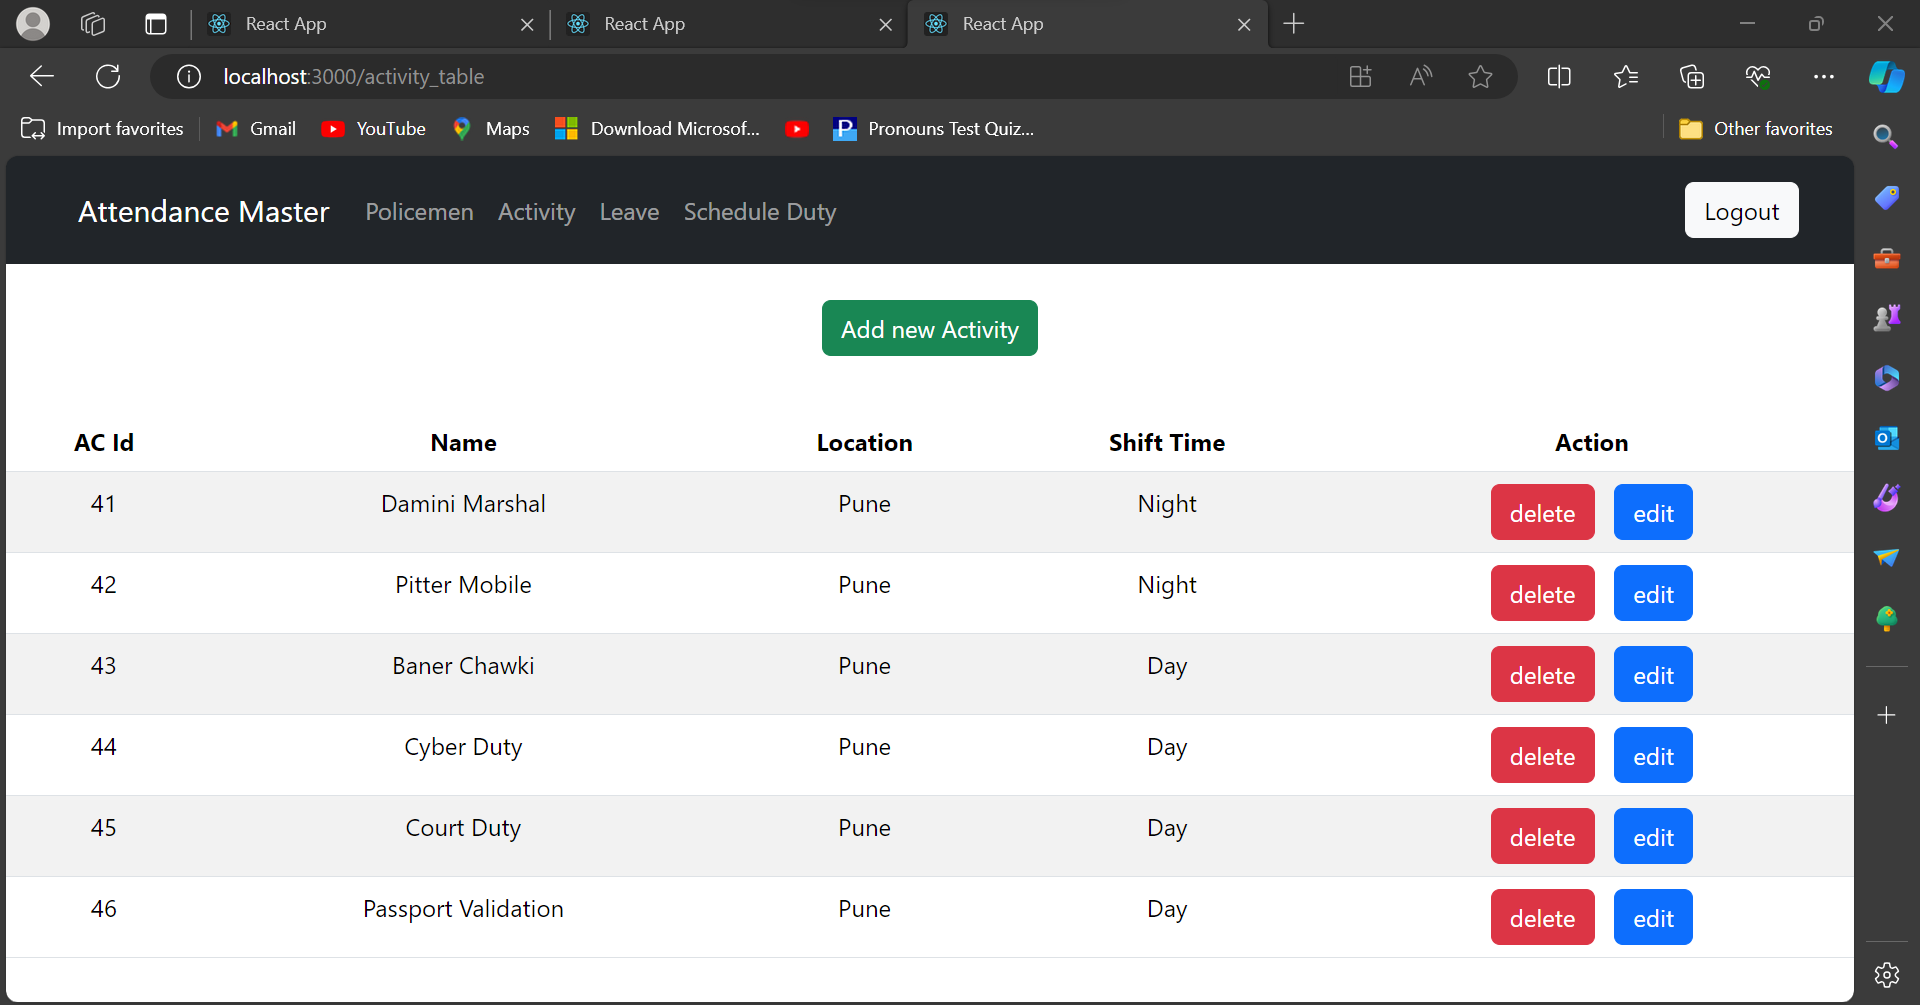 React App React App React App
localhost:3000/activity_table
Import favorites Gmail YouTube Maps Download Microsof... Pronouns Test Quiz... Other favorites
Attendance Master Policemen Activity Leave Schedule Duty Logout
Add new Activity
AC Id Name Location Shift Time Action
41 Damini Marshal Pune Night delete edit
42 Pitter Mobile Pune Night delete edit
43 Baner Chawki Pune Day delete edit
44 Cyber Duty Pune Day delete edit
45 Court Duty Pune Day delete edit
46 Passport Validation Pune Day delete edit